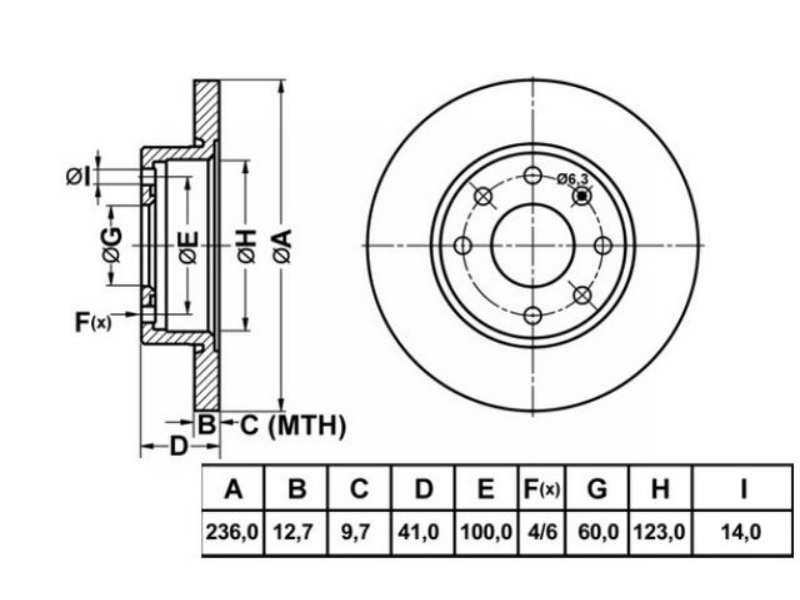 ØI
ØG
ØE
ØH
ØA
Ø6,3
F(x)
B C (MTH)
D
A B C D E F(x) G H I
236,0 12,7 9,7 41,0 100,0 4/6 60,0 123,0 14,0